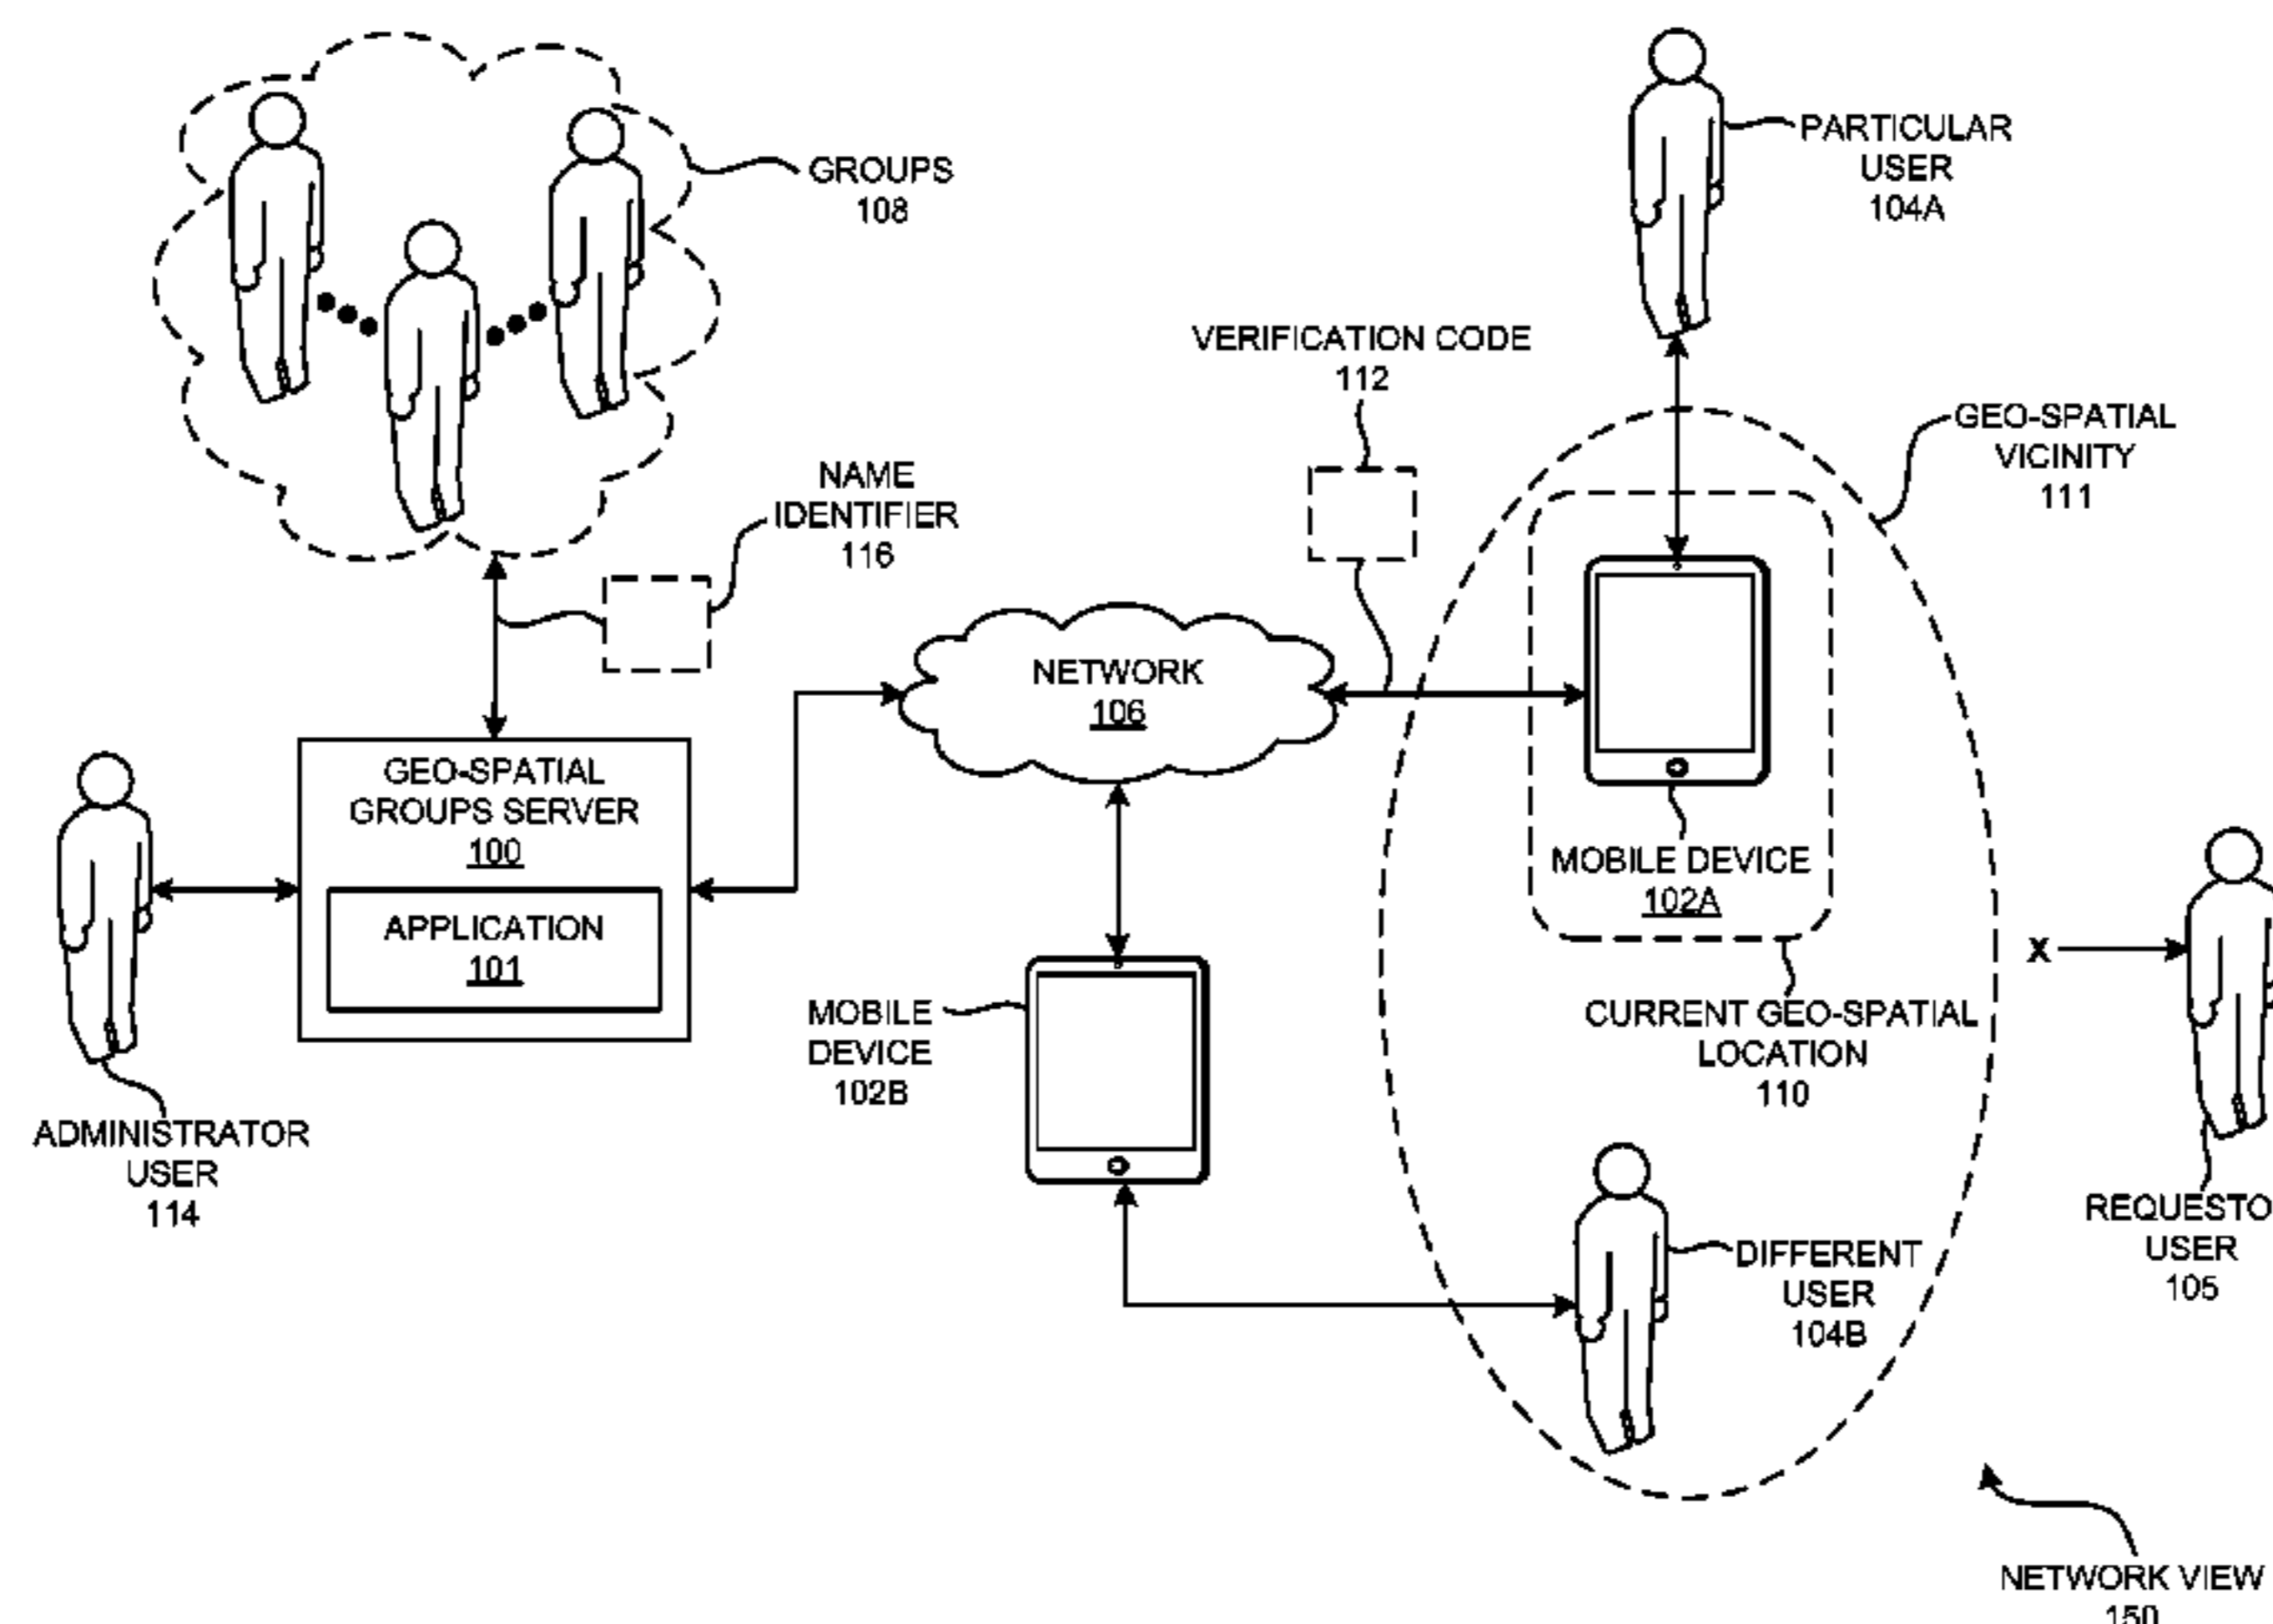 GROUPS
108
PARTICULAR
USER
104A
VERIFICATION CODE
112
GEO-SPATIAL
VICINITY
111
NAME
IDENTIFIER
116
NETWORK
106
GEO-SPATIAL
GROUPS SERVER
100
APPLICATION
101
MOBILE DEVICE
102A
X
MOBILE
DEVICE
102B
CURRENT GEO-SPATIAL
LOCATION
110
ADMINISTRATOR
USER
114
DIFFERENT
USER
104B
REQUESTO
USER
105
NETWORK VIEW
150